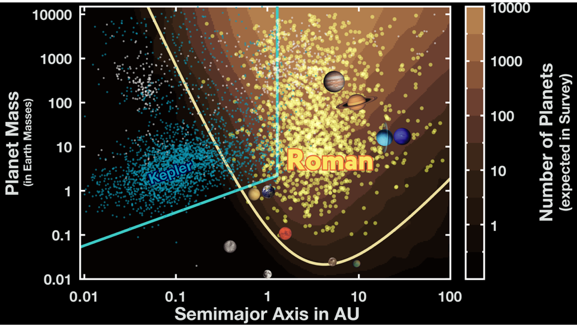 10000
1000
100
10
1
0.1
0.01
Planet Mass
(in Earth Masses)
Kepler
Roman
0.01
0.1
1
10
100
Semimajor Axis in AU
10000
1000
100
10
1
Number of Planets
(expected in Survey)